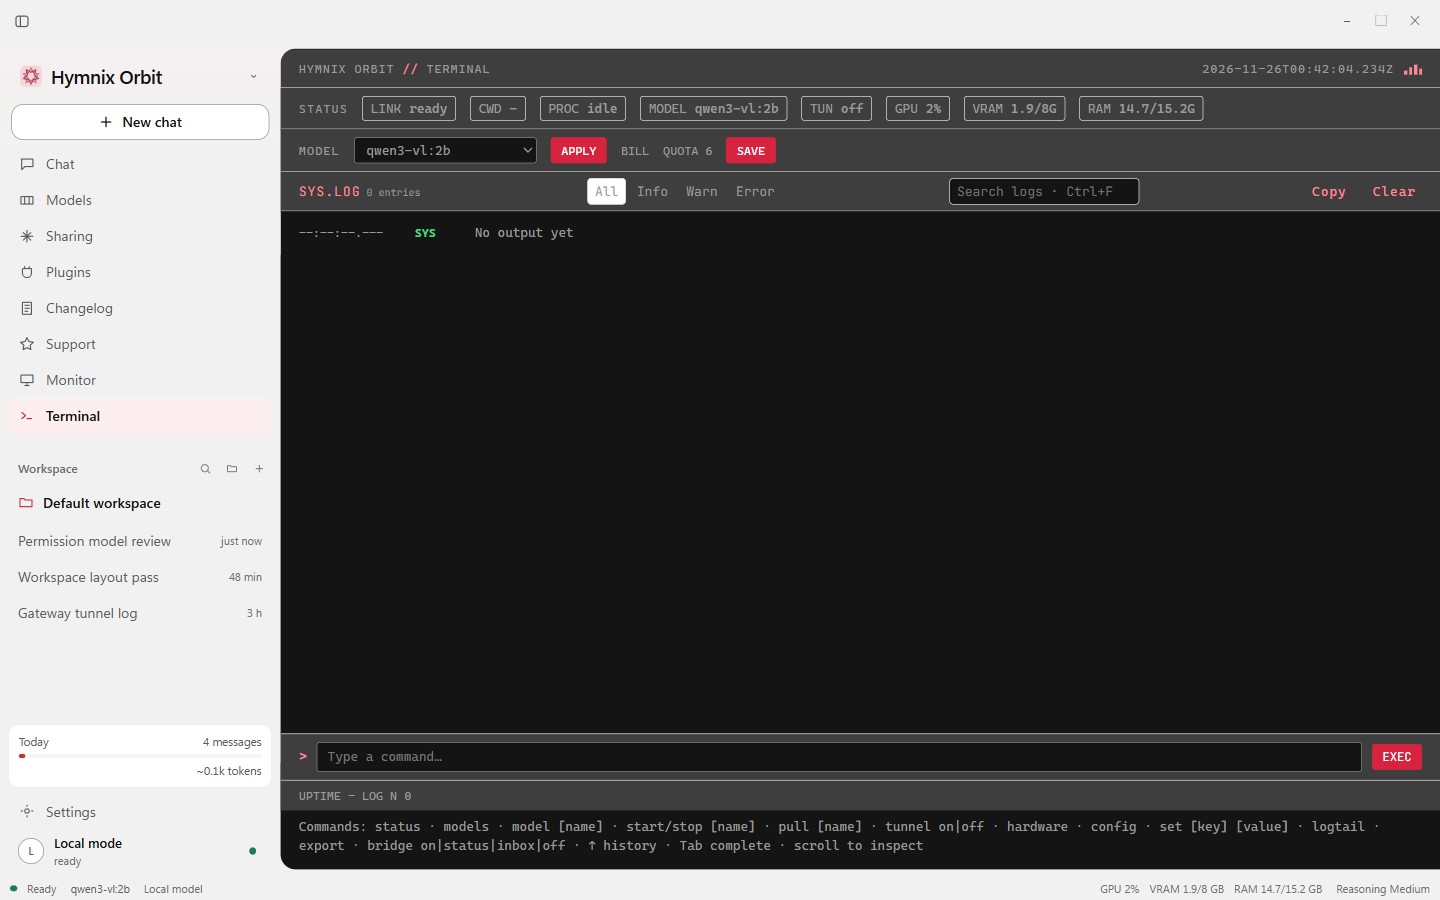 Hymnix Orbit
New chat
Chat
Models
Sharing
Plugins
Changelog
Support
Monitor
Terminal
Workspace
Default workspace
Permission model review just now
Workspace layout pass 48 min
Gateway tunnel log 3 h
Today 4 messages
~0.1k tokens
Settings
L
Local mode
ready
HYMNIX ORBIT // TERMINAL 2026-11-26T00:42:04.234Z
STATUS LINK ready CWD – PROC idle MODEL qwen3-vl:2b TUN off GPU 2% VRAM 1.9/8G RAM 14.7/15.2G
MODEL qwen3-vl:2b APPLY BILL QUOTA 6 SAVE
SYS.LOG 0 entries All Info Warn Error Search logs · Ctrl+F Copy Clear
--:--:--.--- SYS No output yet
> Type a command… EXEC
UPTIME – LOG N 0
Commands: status · models · model [name] · start/stop [name] · pull [name] · tunnel on|off · hardware · config · set [key] [value] · logtail ·
export · bridge on|status|inbox|off · ↑ history · Tab complete · scroll to inspect
Ready qwen3-vl:2b Local model GPU 2% VRAM 1.9/8 GB RAM 14.7/15.2 GB Reasoning Medium